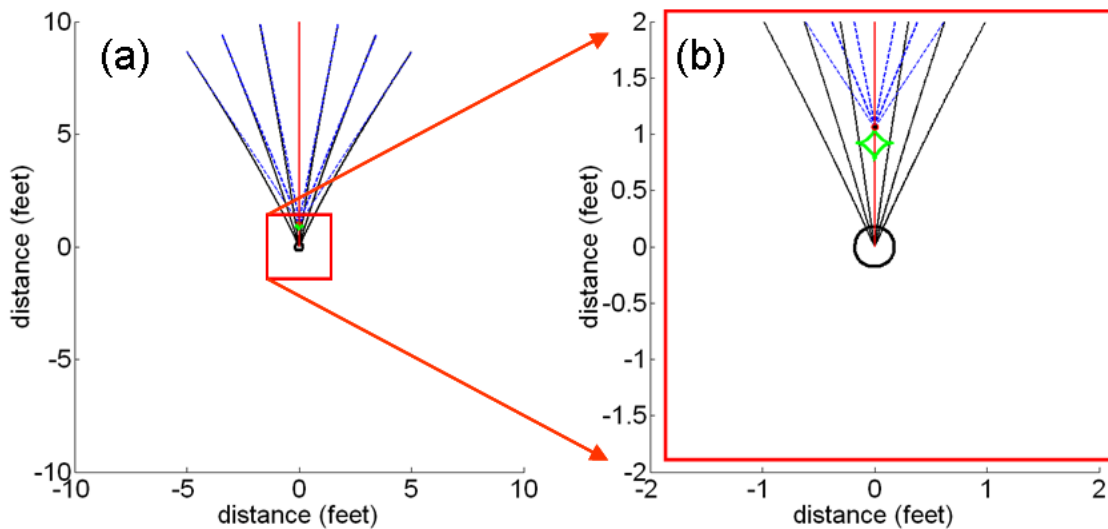 (a)
10
5
0
-5
-10
distance (feet)
-10 -5 0 5 10
distance (feet)
(b)
2
1.5
1
0.5
0
-0.5
-1
-1.5
-2
distance (feet)
-2 -1 0 1 2
distance (feet)